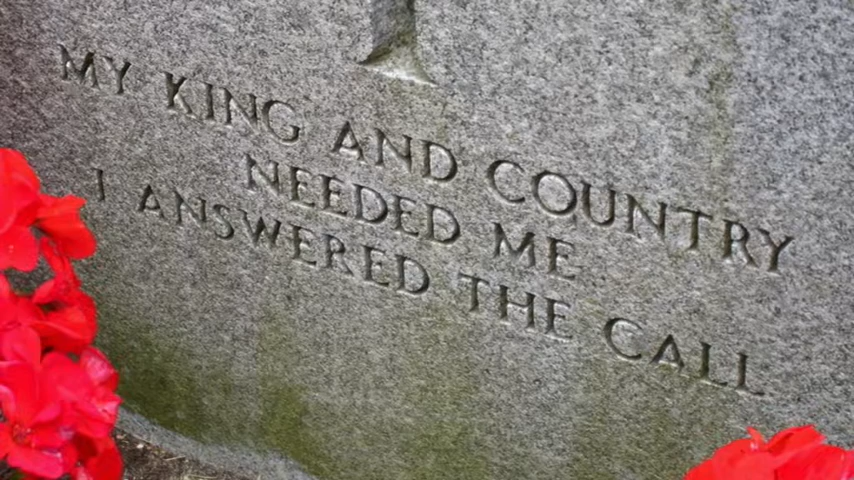 MY KING AND COUNTRY
NEEDED ME
I ANSWERED THE CALL